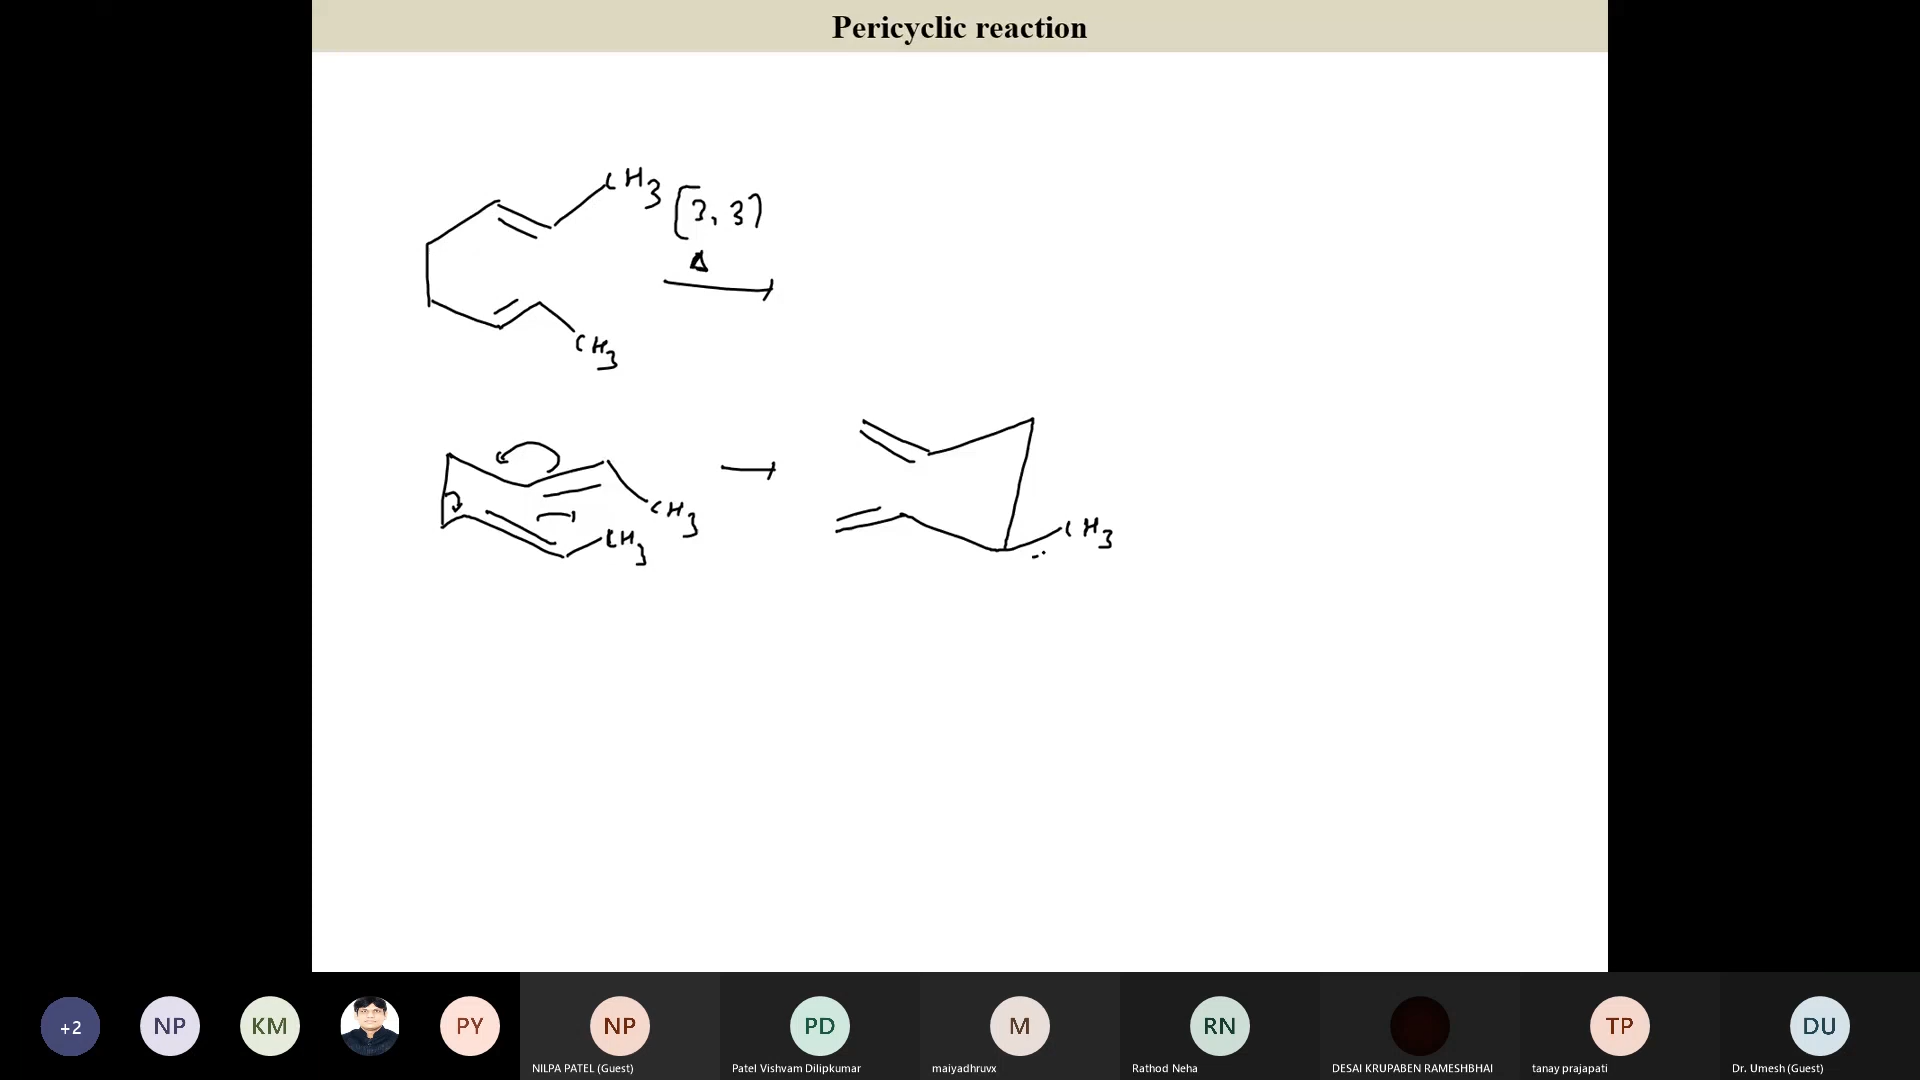 Pericyclic reaction
CH3
[3,3]
Δ
CH3
CH3
CH3
CH3
+2
NP
KM
PY
NP
PD
M
RN
TP
DU
NILPA PATEL (Guest)
Patel Vishvam Dilipkumar
maiyadhruvx
Rathod Neha
DESAI KRUPABEN RAMESHBHAI
tanay prajapati
Dr. Umesh (Guest)